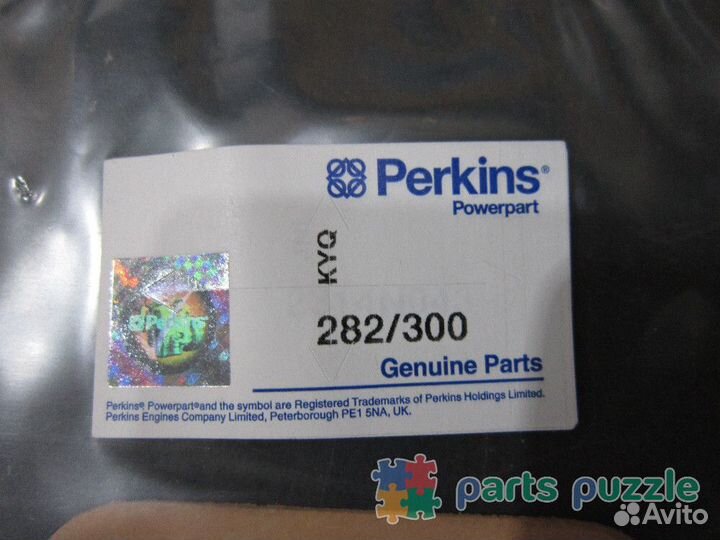 Perkins®
Powerpart
KYQ
Perkins
282/300
Genuine Parts
Perkins® Powerpart® and the symbol are Registered Trademarks of Perkins Holdings Limited.
Perkins Engines Company Limited, Peterborough PE1 5NA, UK.
parts puzzle
Avito